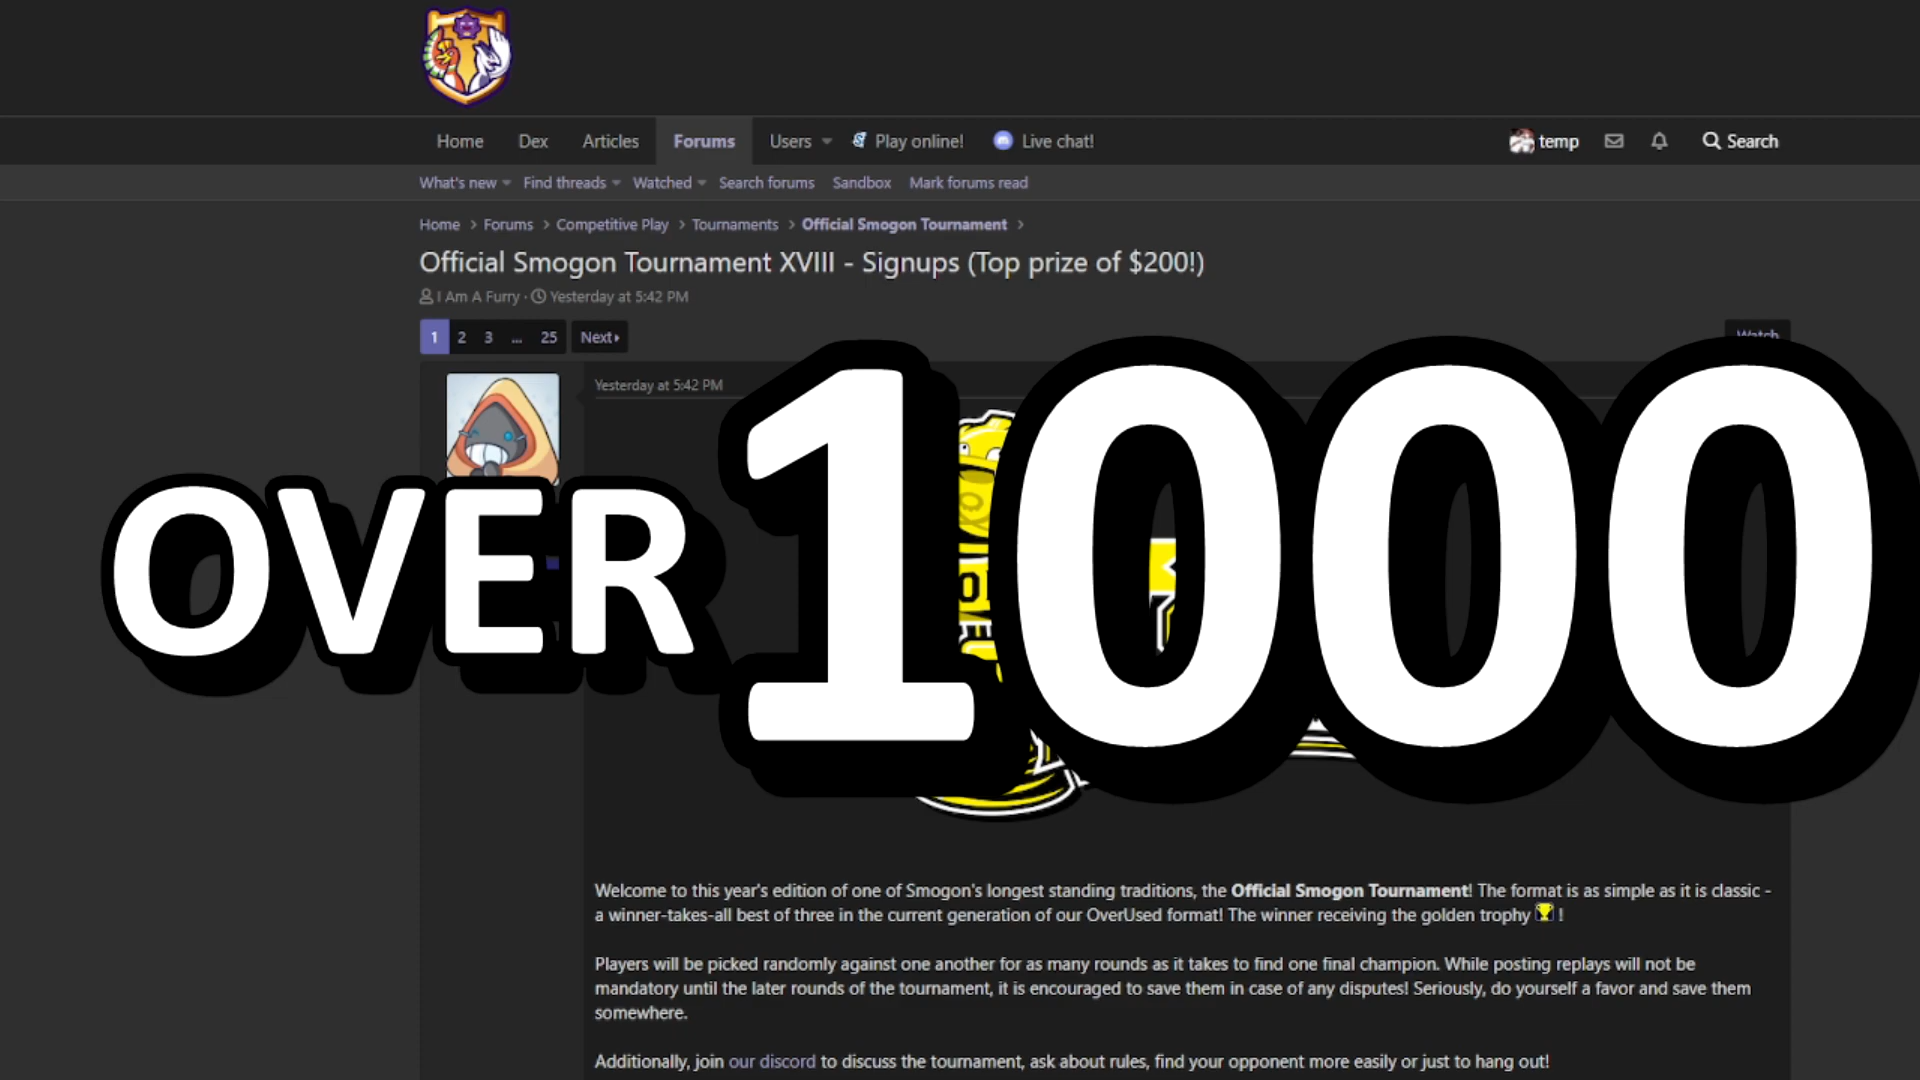 Home Dex Articles Forums Users Play online! Live chat! temp Search
What's new Find threads Watched Search forums Sandbox Mark forums read
Home > Forums > Competitive Play > Tournaments > Official Smogon Tournament >
Official Smogon Tournament XVIII - Signups (Top prize of $200!)
I Am A Furry · Yesterday at 5:42 PM
1 2 3 ... 25 Next
Watch
Yesterday at 5:42 PM
OVER 1000
Welcome to this year's edition of one of Smogon's longest standing traditions, the Official Smogon Tournament! The format is as simple as it is classic -
a winner-takes-all best of three in the current generation of our OverUsed format! The winner receiving the golden trophy 🏆 !
Players will be picked randomly against one another for as many rounds as it takes to find one final champion. While posting replays will not be
mandatory until the later rounds of the tournament, it is encouraged to save them in case of any disputes! Seriously, do yourself a favor and save them
somewhere.
Additionally, join our discord to discuss the tournament, ask about rules, find your opponent more easily or just to hang out!